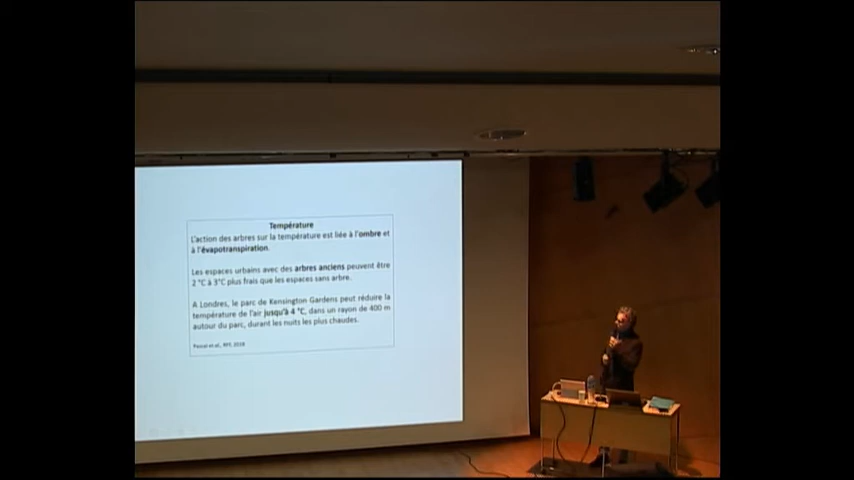 Température
L'action des arbres sur la température est liée à l'ombre et
à l'évapotranspiration.
Les espaces urbains avec des arbres anciens peuvent être
2 °C à 3°C plus frais que les espaces sans arbre.
A Londres, le parc de Kensington Gardens peut réduire la
température de l'air jusqu'à 4 °C, dans un rayon de 400 m
autour du parc, durant les nuits les plus chaudes.
et al.,